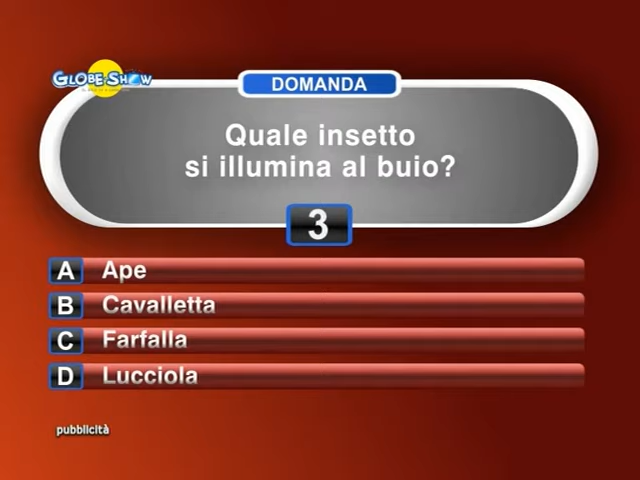 GLOBE-SHOW
DOMANDA
Quale insetto
si illumina al buio?
3
A Ape
B Cavalletta
C Farfalla
D Lucciola
pubblicità